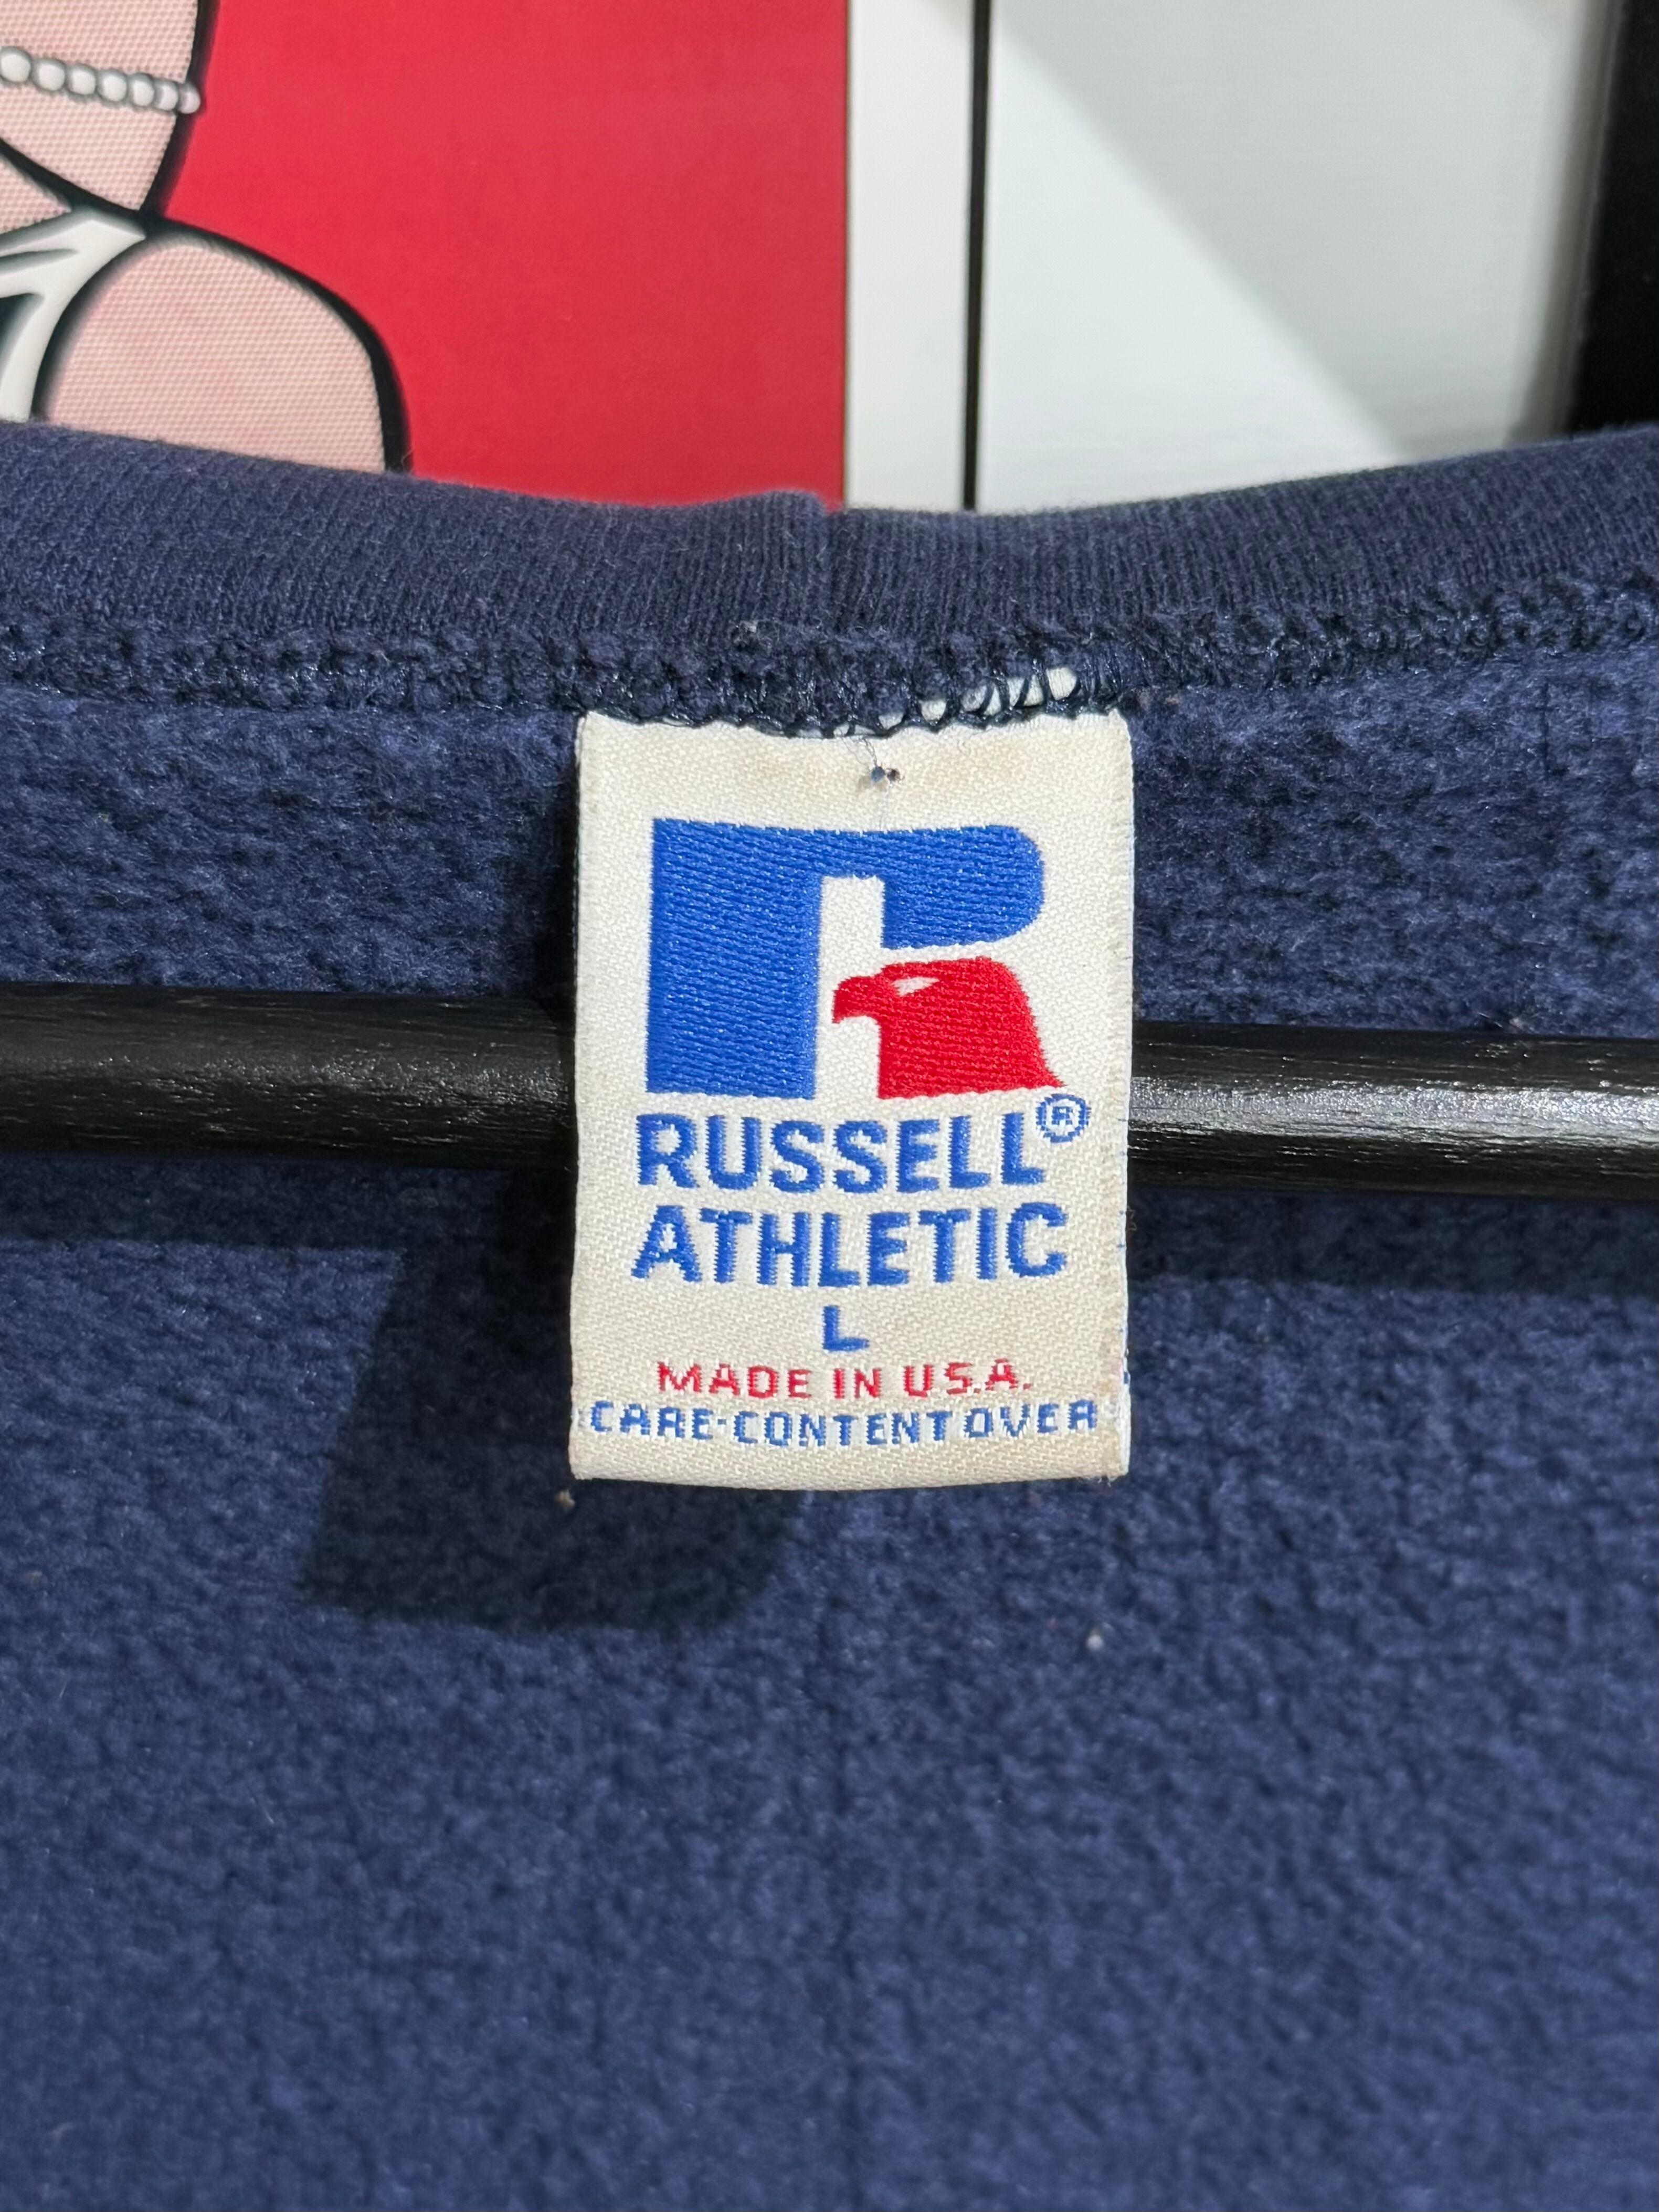 RUSSELL®
ATHLETIC
L
MADE IN U.S.A.
CARE-CONTENT OVER